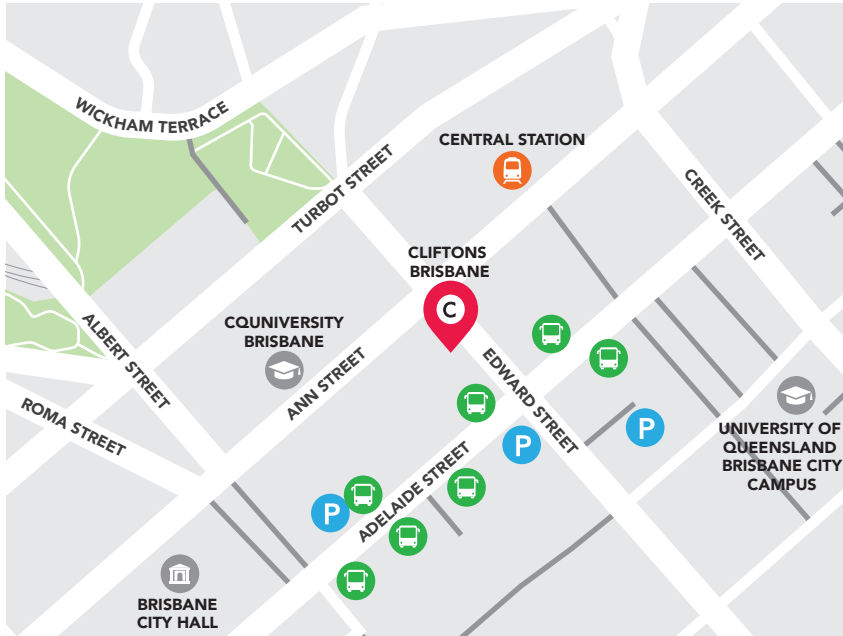 WICKHAM TERRACE
CENTRAL STATION
TURBOT STREET
CREEK STREET
CLIFTONS
BRISBANE
C
CQUNIVERSITY
BRISBANE
ALBERT STREET
ANN STREET
EDWARD STREET
ROMA STREET
P
P
UNIVERSITY OF
QUEENSLAND
BRISBANE CITY
CAMPUS
ADELAIDE STREET
P
BRISBANE
CITY HALL